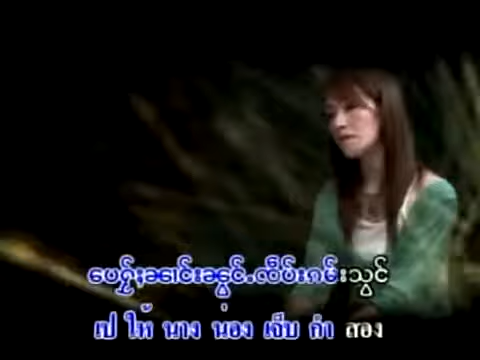 ပေႁႂ်ႈၼၢင်းၼွင်ႉၸဵပ်းၵမ်းသွင်
เป ให้ นาง น่อง เจ็บ กำ สอง